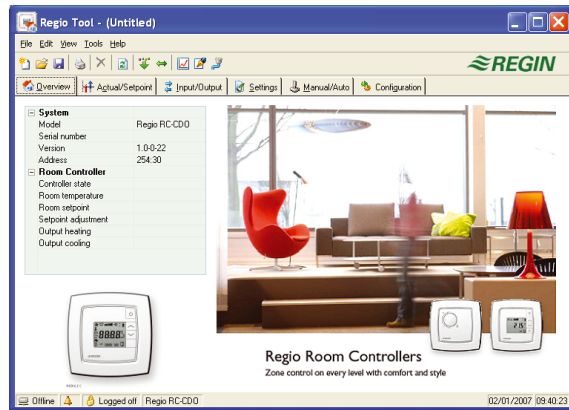 Regio Tool - (Untitled)
File Edit View Tools Help
REGIN
Overview Actual/Setpoint Input/Output Settings Manual/Auto Configuration
System
Model Regio RC-CDO
Serial number
Version 1.0-0-22
Address 254:30
Room Controller
Controller state
Room temperature
Room setpoint
Setpoint adjustment
Output heating
Output cooling
Regio Room Controllers
Zone control on every level with comfort and style
Offline Logged off Regio RC-CDO 02/01/2007 09:40:23